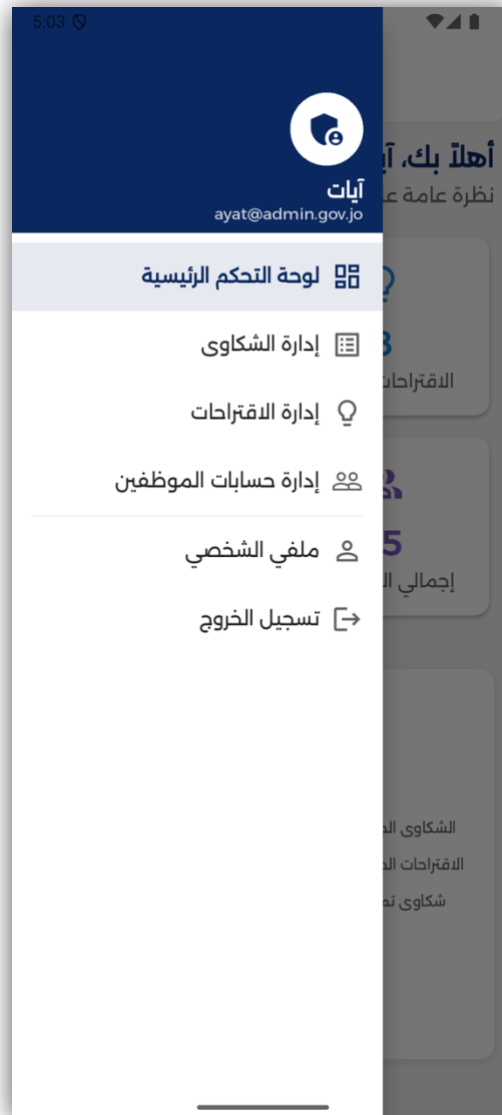 5:03
آيات
ayat@admin.gov.jo
لوحة التحكم الرئيسية
إدارة الشكاوى
إدارة الاقتراحات
إدارة حسابات الموظفين
ملفي الشخصي
تسجيل الخروج
أهلاً بك،
نظرة عامة
الاقتراحات
5
إجمالي
الشكاوى
الاقتراحات
شكاوى